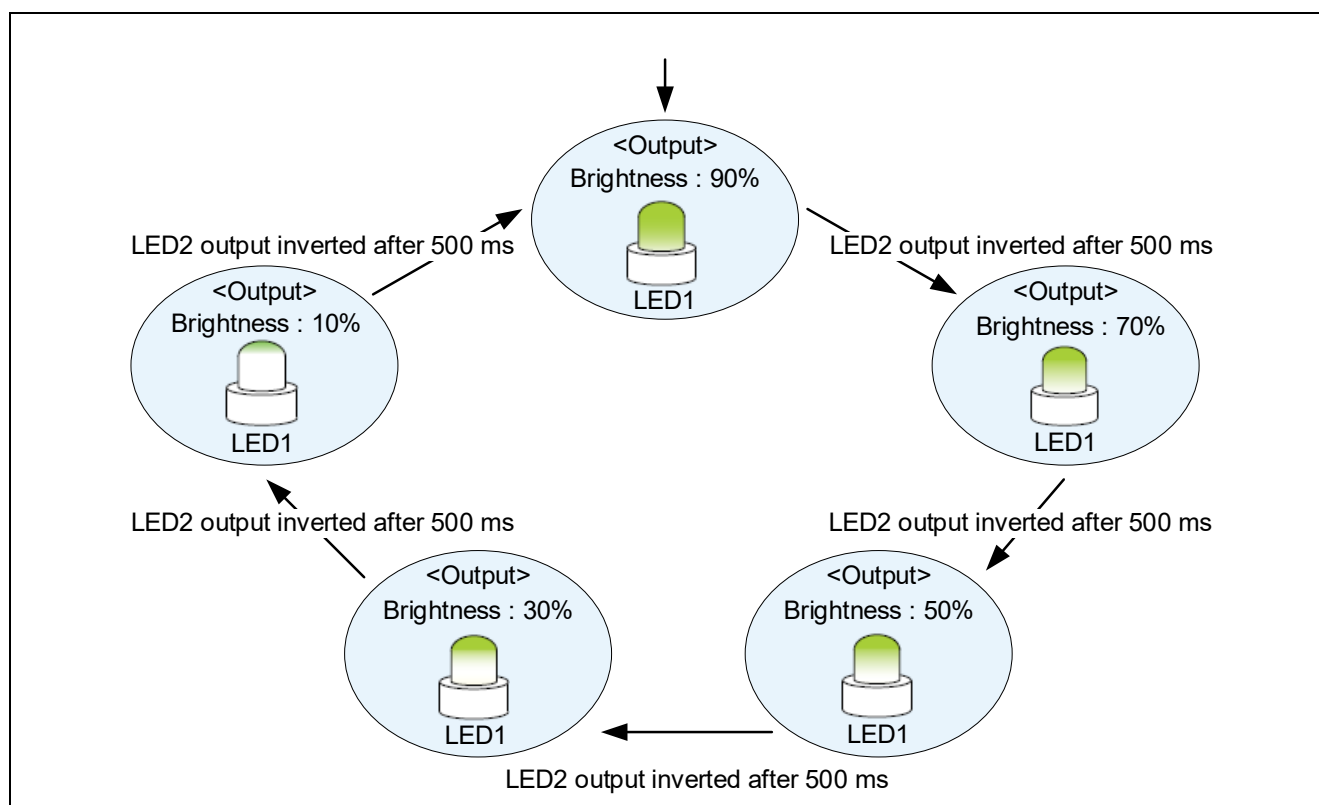 <Output>
Brightness : 90%
LED1
LED2 output inverted after 500 ms
LED2 output inverted after 500 ms
<Output>
Brightness : 10%
LED1
<Output>
Brightness : 70%
LED1
LED2 output inverted after 500 ms
LED2 output inverted after 500 ms
<Output>
Brightness : 30%
LED1
<Output>
Brightness : 50%
LED1
LED2 output inverted after 500 ms